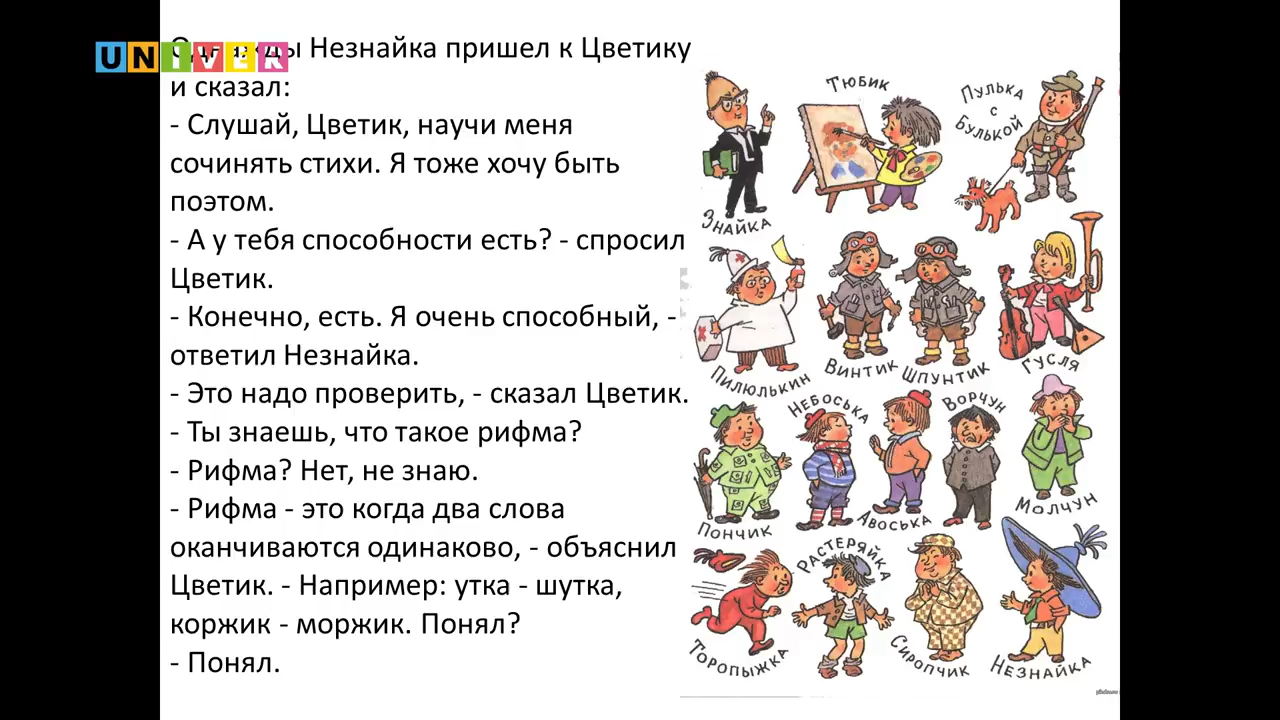 UNIVER
Однажды Незнайка пришел к Цветику
и сказал:
- Слушай, Цветик, научи меня
сочинять стихи. Я тоже хочу быть
поэтом.
- А у тебя способности есть? - спросил
Цветик.
- Конечно, есть. Я очень способный, -
ответил Незнайка.
- Это надо проверить, - сказал Цветик.
- Ты знаешь, что такое рифма?
- Рифма? Нет, не знаю.
- Рифма - это когда два слова
оканчиваются одинаково, - объяснил
Цветик. - Например: утка - шутка,
коржик - моржик. Понял?
- Понял.
ЗНАЙКА
ТЮБИК
ПУЛЬКА
С
БУЛЬКОЙ
ПИЛЮЛЬКИН
ВИНТИК
ШПУНТИК
ГУСЛЯ
ПОНЧИК
НЕБОСЬКА
АВОСЬКА
ВОРЧУН
МОЛЧУН
ТОРОПЫЖКА
РАСТЕРЯЙКА
СИРОПЧИК
НЕЗНАЙКА